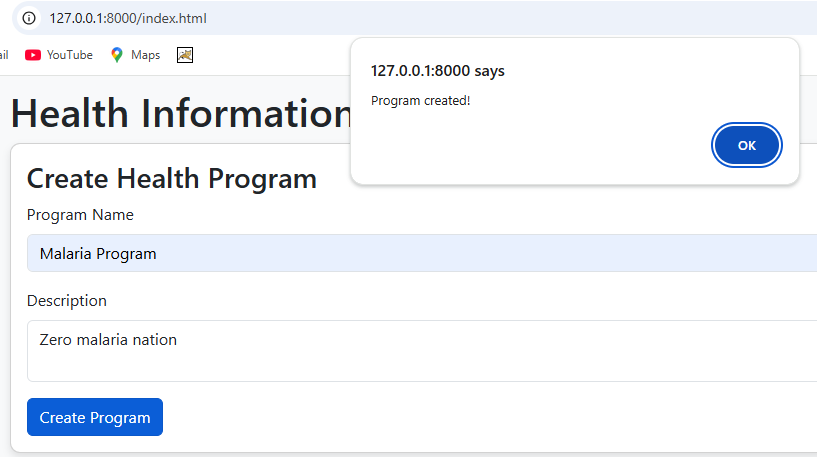 127.0.0.1:8000/index.html
YouTube Maps
127.0.0.1:8000 says
Program created!
OK
Health Information
Create Health Program
Program Name
Malaria Program
Description
Zero malaria nation
Create Program